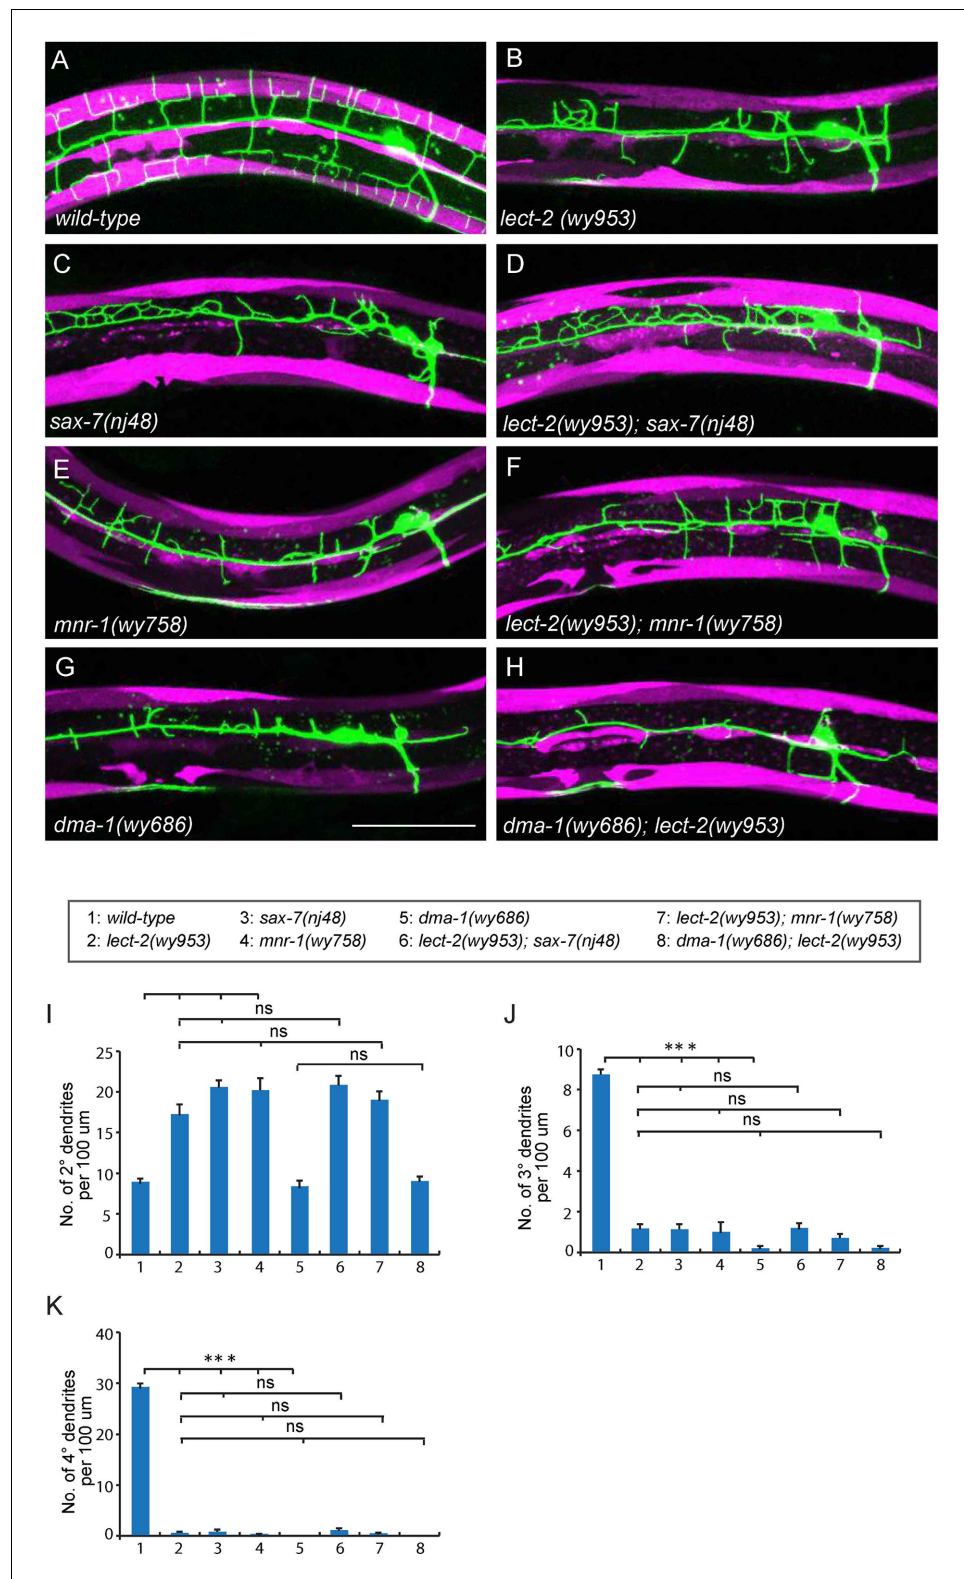 A
wild-type
B
lect-2 (wy953)
C
sax-7(nj48)
D
lect-2(wy953); sax-7(nj48)
E
mnr-1(wy758)
F
lect-2(wy953); mnr-1(wy758)
G
dma-1(wy686)
H
dma-1(wy686); lect-2(wy953)
1: wild-type 3: sax-7(nj48) 5: dma-1(wy686) 7: lect-2(wy953); mnr-1(wy758)
2: lect-2(wy953) 4: mnr-1(wy758) 6: lect-2(wy953); sax-7(nj48) 8: dma-1(wy686); lect-2(wy953)
I
ns
ns
ns
No. of 2° dendrites
per 100 um
25
20
15
10
5
0
1 2 3 4 5 6 7 8
J
***
ns
ns
ns
No. of 3° dendrites
per 100 um
10
8
6
4
2
0
1 2 3 4 5 6 7 8
K
***
ns
ns
ns
No. of 4° dendrites
per 100 um
40
30
20
10
0
1 2 3 4 5 6 7 8